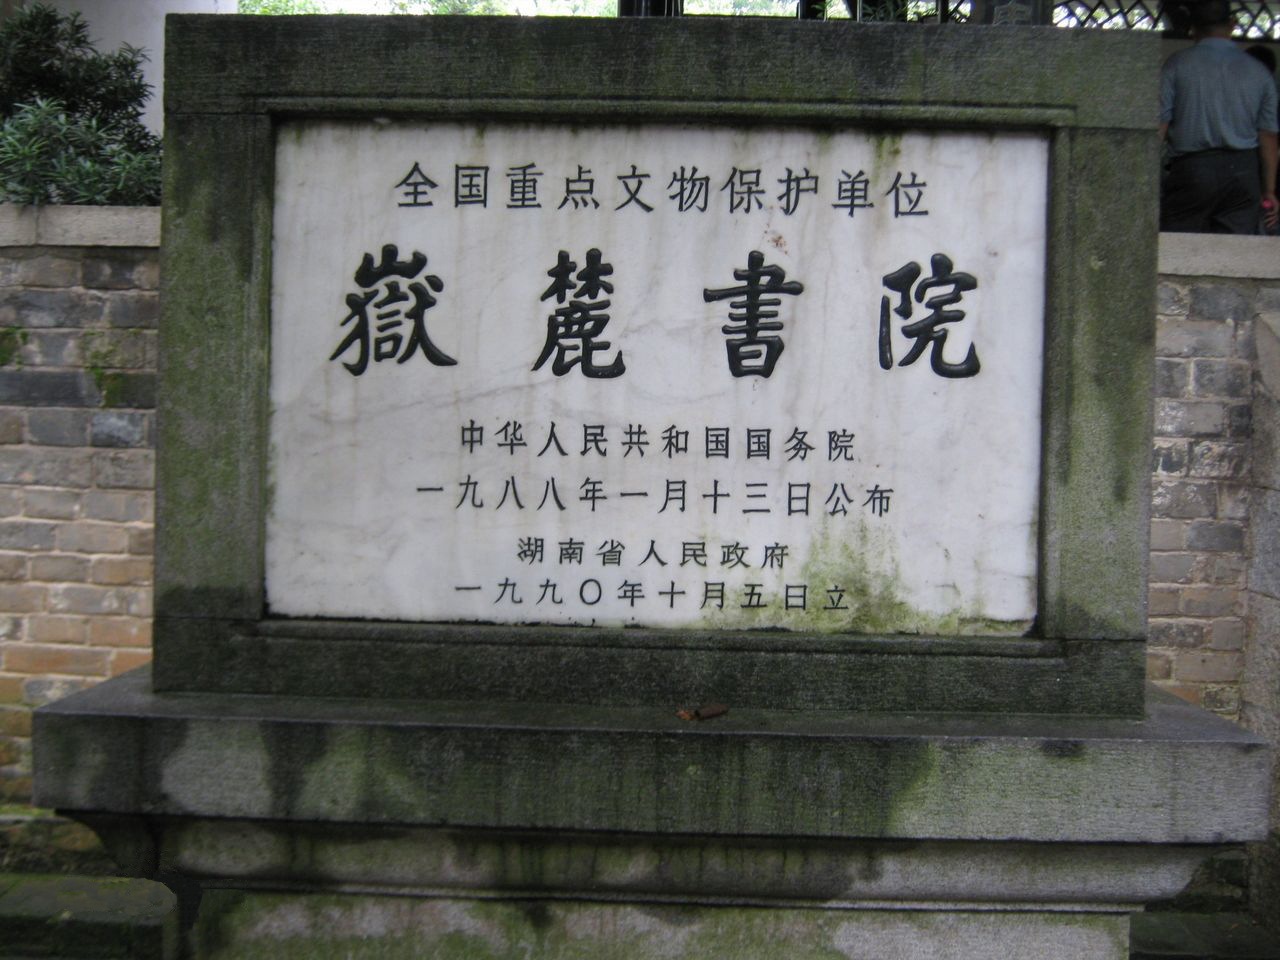 全国重点文物保护单位
嶽麓書院
中华人民共和国国务院
一九八八年一月十三日公布
湖南省人民政府
一九九〇年十月五日立